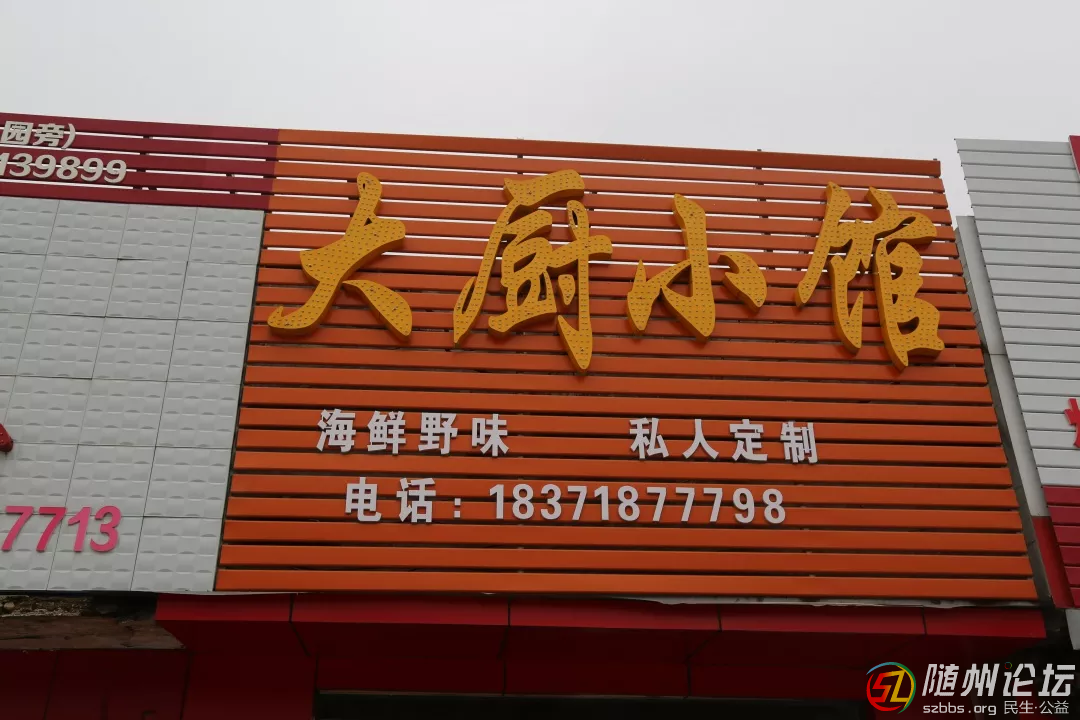 园旁)
139899
大厨小馆
海鲜野味 私人定制
电话：18371877798
7713
随州论坛
szbbs.org 民生·公益